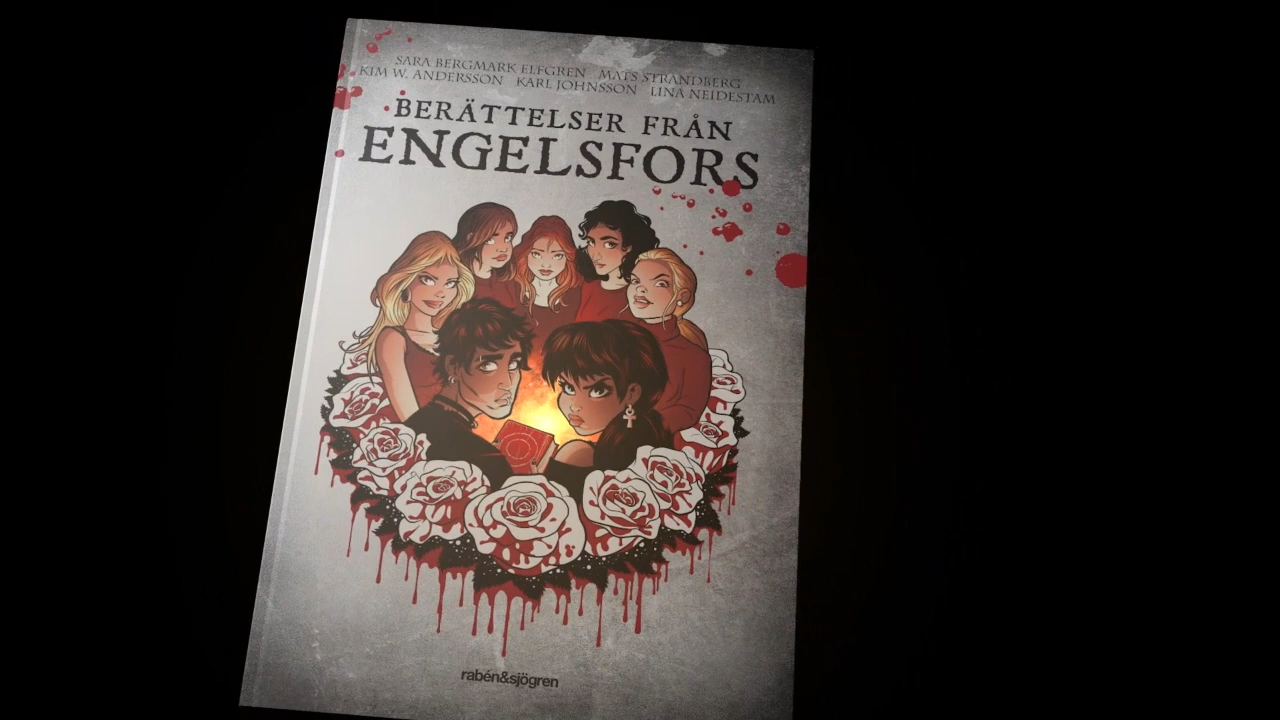 SARA BERGMARK ELFGREN MATS STRANDBERG
KIM W. ANDERSSON KARL JOHNSSON LINA NEIDESTAM
BERÄTTELSER FRÅN
ENGELSFORS
rabén&sjögren